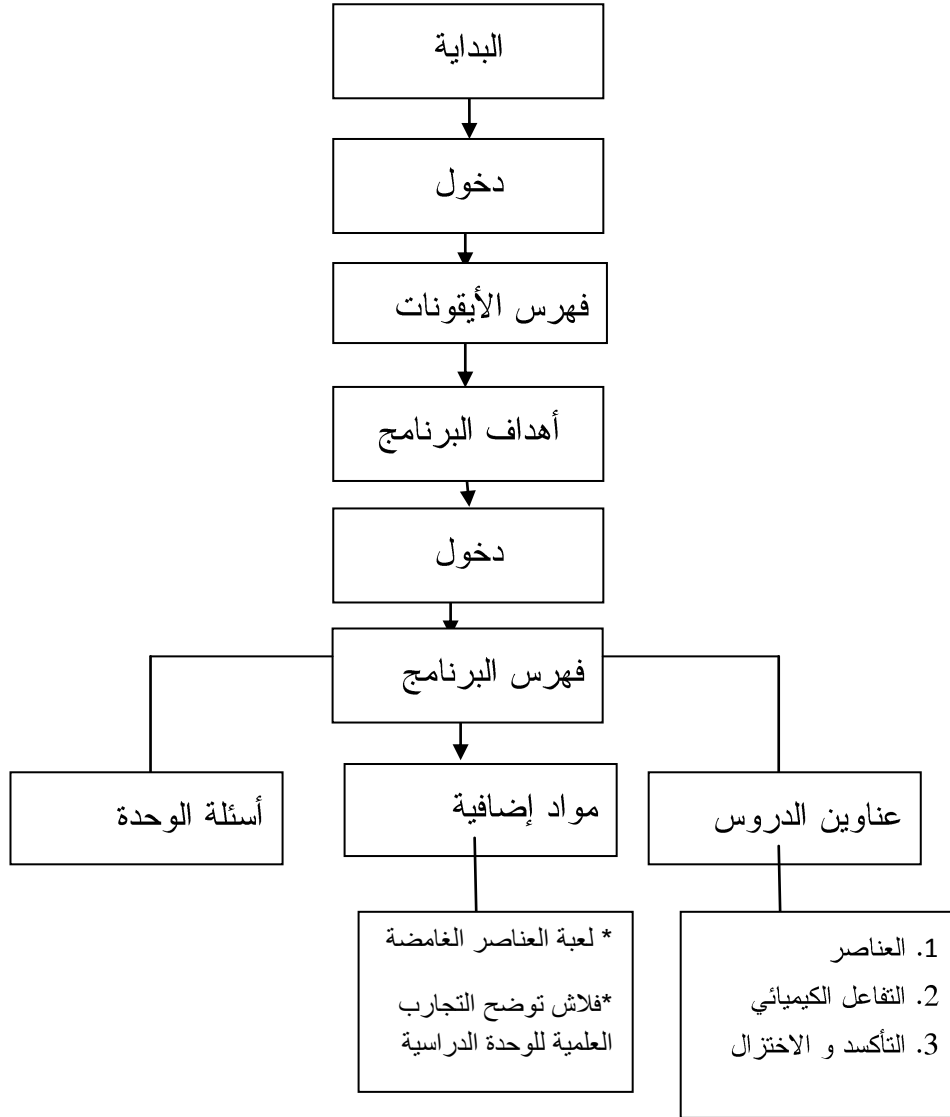 البداية
دخول
فهرس الأيقونات
أهداف البرنامج
دخول
فهرس البرنامج
عناوين الدروس
مواد إضافية
أسئلة الوحدة
1. العناصر
2. التفاعل الكيميائي
3. التأكسد و الاختزال
* لعبة العناصر الغامضة
*فلاش توضح التجارب
العلمية للوحدة الدراسية